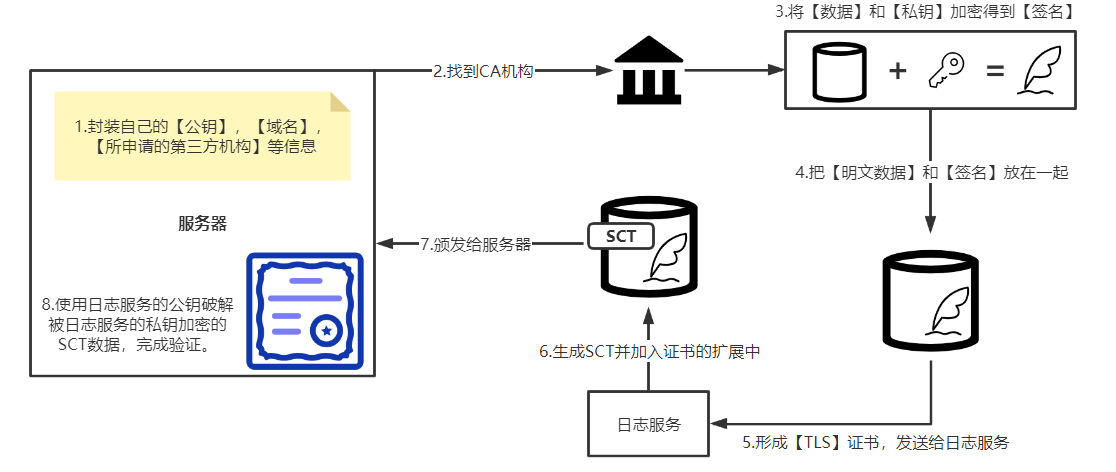 3.将【数据】和【私钥】加密得到【签名】
2.找到CA机构
1.封装自己的【公钥】，【域名】，
【所申请的第三方机构】等信息
4.把【明文数据】和【签名】放在一起
服务器
SCT
7.颁发给服务器
8.使用日志服务的公钥破解
被日志服务的私钥加密的
SCT数据，完成验证。
6.生成SCT并加入证书的扩展中
日志服务
5.形成【TLS】证书，发送给日志服务